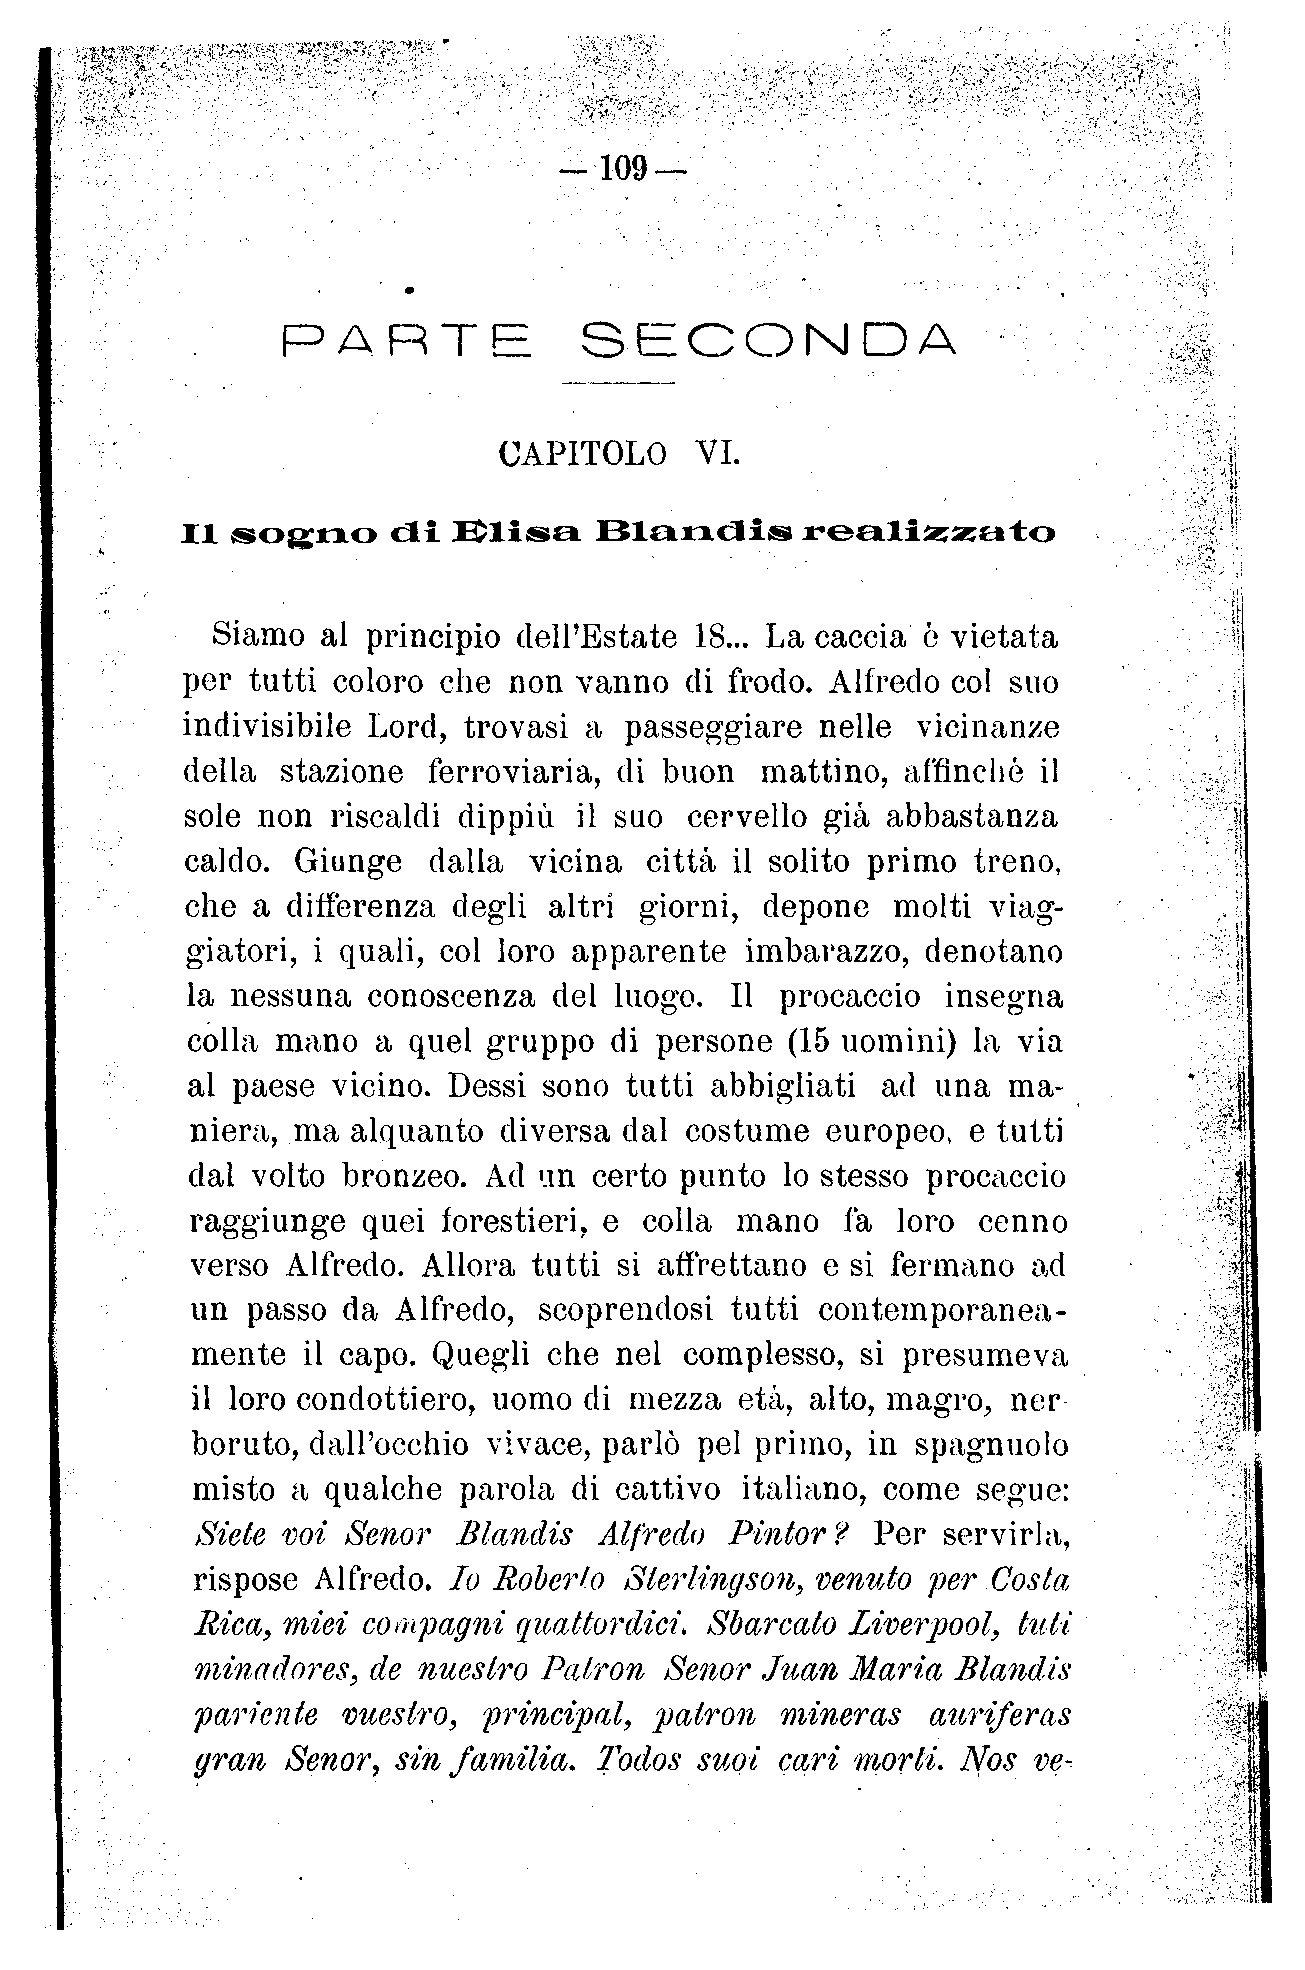 — 109 —
PARTE SECONDA
CAPITOLO VI.
Il sogno di Elisa Blandis realizzato
Siamo al principio dell'Estate 18... La caccia è vietata
per tutti coloro che non vanno di frodo. Alfredo col suo
indivisibile Lord, trovasi a passeggiare nelle vicinanze
della stazione ferroviaria, di buon mattino, affinchè il
sole non riscaldi dippiù il suo cervello già abbastanza
caldo. Giunge dalla vicina città il solito primo treno,
che a differenza degli altri giorni, depone molti viag-
giatori, i quali, col loro apparente imbarazzo, denotano
la nessuna conoscenza del luogo. Il procaccio insegna
colla mano a quel gruppo di persone (15 uomini) la via
al paese vicino. Dessi sono tutti abbigliati ad una ma-
niera, ma alquanto diversa dal costume europeo, e tutti
dal volto bronzeo. Ad un certo punto lo stesso procaccio
raggiunge quei forestieri, e colla mano fa loro cenno
verso Alfredo. Allora tutti si affrettano e si fermano ad
un passo da Alfredo, scoprendosi tutti contemporanea-
mente il capo. Quegli che nel complesso, si presumeva
il loro condottiero, uomo di mezza età, alto, magro, ner-
boruto, dall'occhio vivace, parlò pel primo, in spagnuolo
misto a qualche parola di cattivo italiano, come segue:
Siete voi Senor Blandis Alfredo Pintor? Per servirla,
rispose Alfredo. Io Roberto Sterlingson, venuto per Costa
Rica, miei compagni quattordici. Sbarcato Liverpool, tuti
minadores, de nuestro Patron Senor Juan Maria Blandis
pariente vuestro, principal, patron mineras auriferas
gran Senor, sin familia. Todos suoi cari morti. Nos ve-